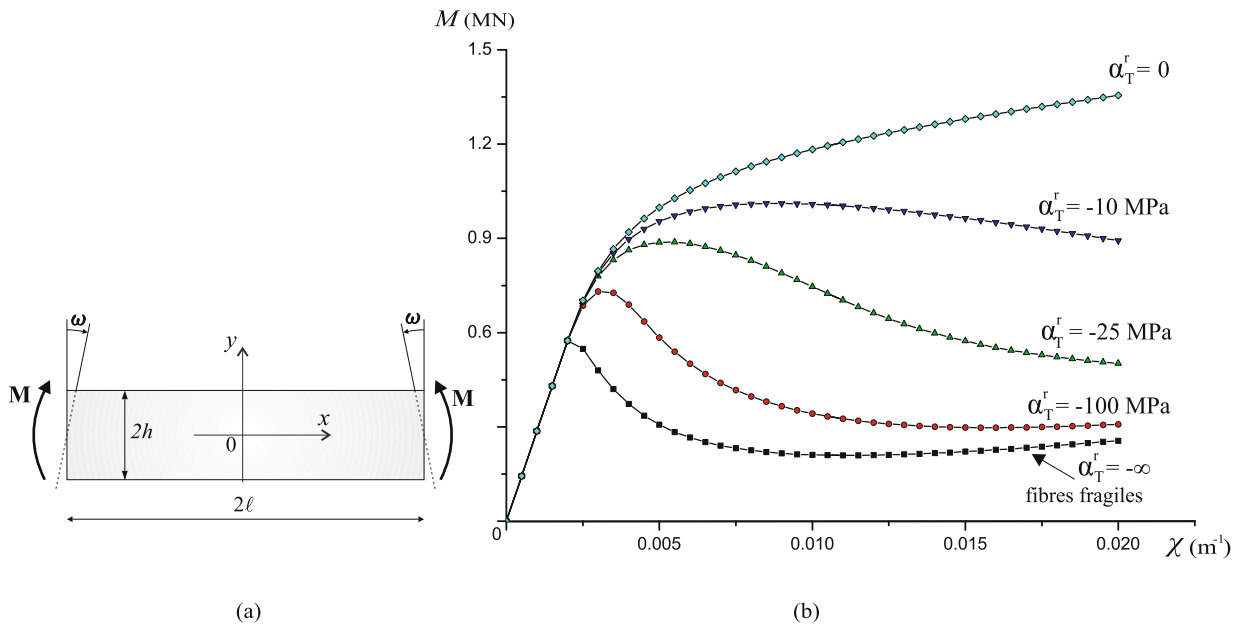 M (MN)
1.5
1.2
0.9
0.6
0
0.005
0.010
0.015
0.020
χ (m⁻¹)
α_T^r = 0
α_T^r = -10 MPa
α_T^r = -25 MPa
α_T^r = -100 MPa
α_T^r = -∞
fibres fragiles
ω
ω
y
M
M
2h
x
0
2ℓ
(a)
(b)